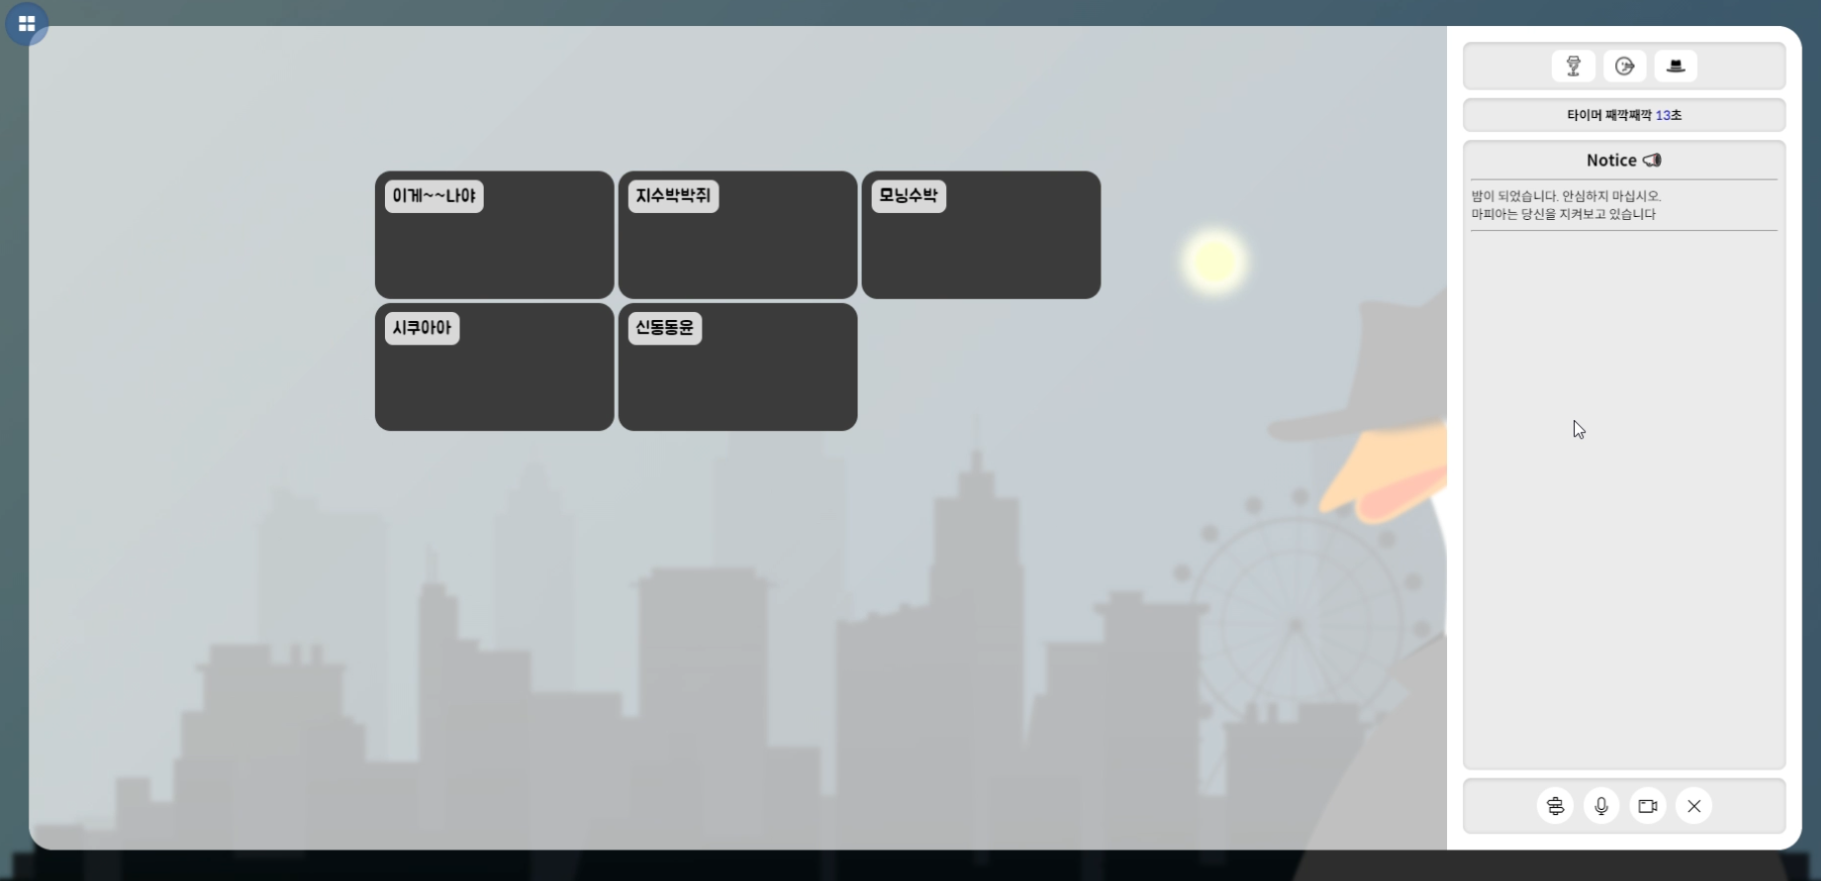 이게~~나야
지수박박쥐
모닝수박
시쿠아아
신동동윤
타이머 째깍째깍 13초
Notice
밤이 되었습니다. 안심하지 마십시오.
마피아는 당신을 지켜보고 있습니다